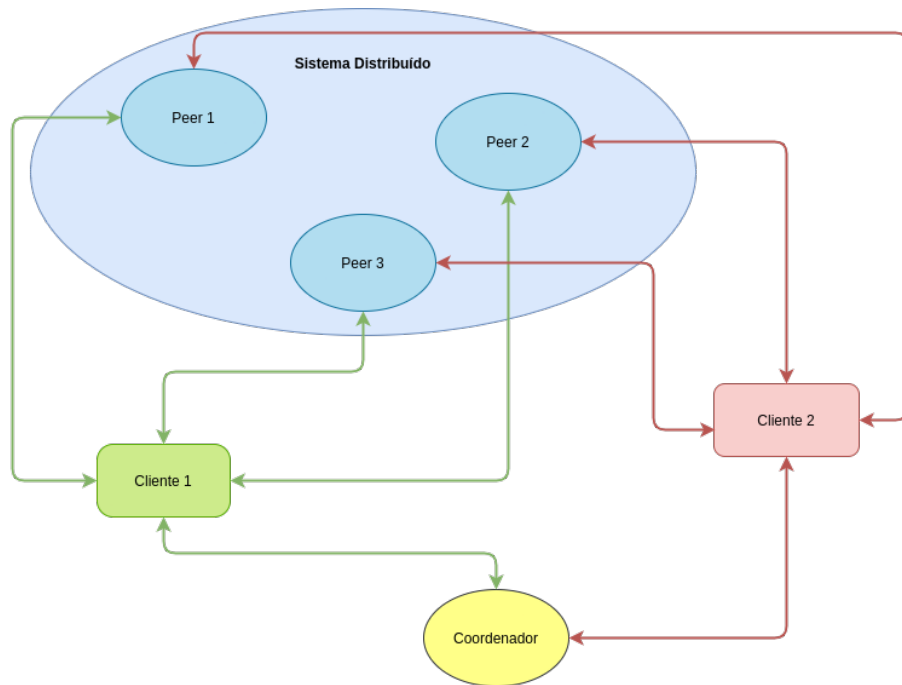 Sistema Distribuído
Peer 1
Peer 2
Peer 3
Cliente 2
Cliente 1
Coordenador